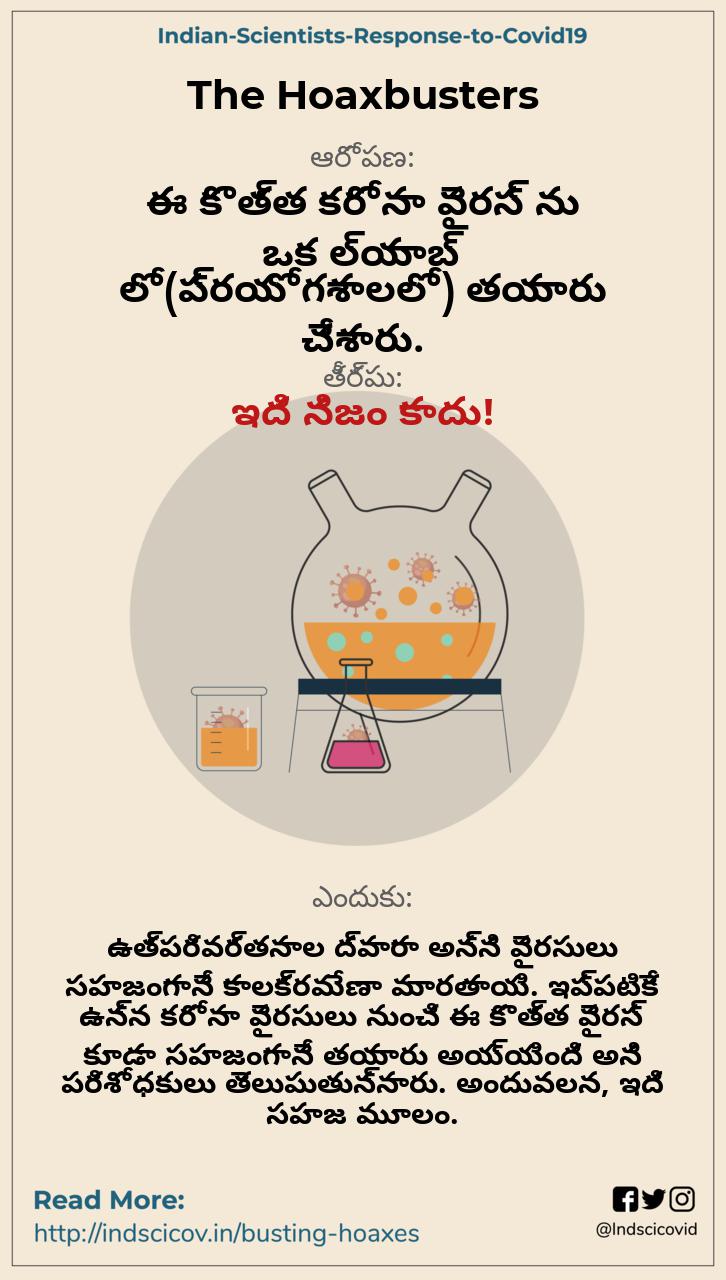 Indian-Scientists-Response-to-Covid19
The Hoaxbusters
ఆరోపణ:
ఈ కొత్త కరోనా వైరస్ ను
ఒక ల్యాబ్
లో(ప్రయోగశాలలో) తయారు
చేశారు.
తీర్పు:
ఇది నిజం కాదు!
ఎందుకు:
ఉత్పరివర్తనాల ద్వారా అన్ని వైరసులు
సహజంగానే కాలక్రమేణా మారతాయి. ఇప్పటికే
ఉన్న కరోనా వైరసులు నుంచి ఈ కొత్త వైరస్
కూడా సహజంగానే తయారు అయ్యింది అని
పరిశోధకులు తెలుపుతున్నారు. అందువలన, ఇది
సహజ మూలం.
Read More:
http://indscicov.in/busting-hoaxes
@Indscicovid